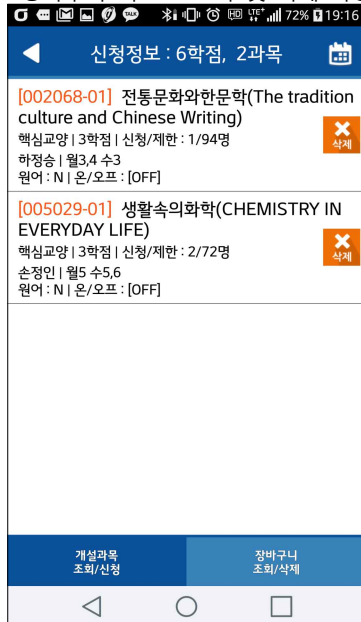 TALK HD LTE+ 72% 19:16
신청정보 : 6학점, 2과목
[002068-01] 전통문화와한문학(The tradition
culture and Chinese Writing)
핵심교양 | 3학점 | 신청/제한 : 1/94명
하정승 | 월3,4 수3
원어 : N | 온/오프 : [OFF]
삭제
[005029-01] 생활속의화학(CHEMISTRY IN
EVERYDAY LIFE)
핵심교양 | 3학점 | 신청/제한 : 2/72명
손정인 | 월5 수5,6
원어 : N | 온/오프 : [OFF]
삭제
개설과목
조회/신청
장바구니
조회/삭제